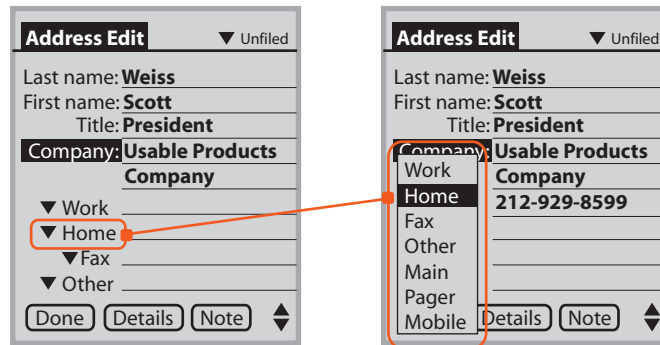 Address Edit ▼ Unfiled
Last name: Weiss
First name: Scott
Title: President
Company: Usable Products
Company
▼ Work
▼ Home
▼ Fax
▼ Other
Done Details Note
Address Edit ▼ Unfiled
Last name: Weiss
First name: Scott
Title: President
Company: Usable Products
Work Company
Home 212-929-8599
Fax
Other
Main
Pager
Mobile Details Note